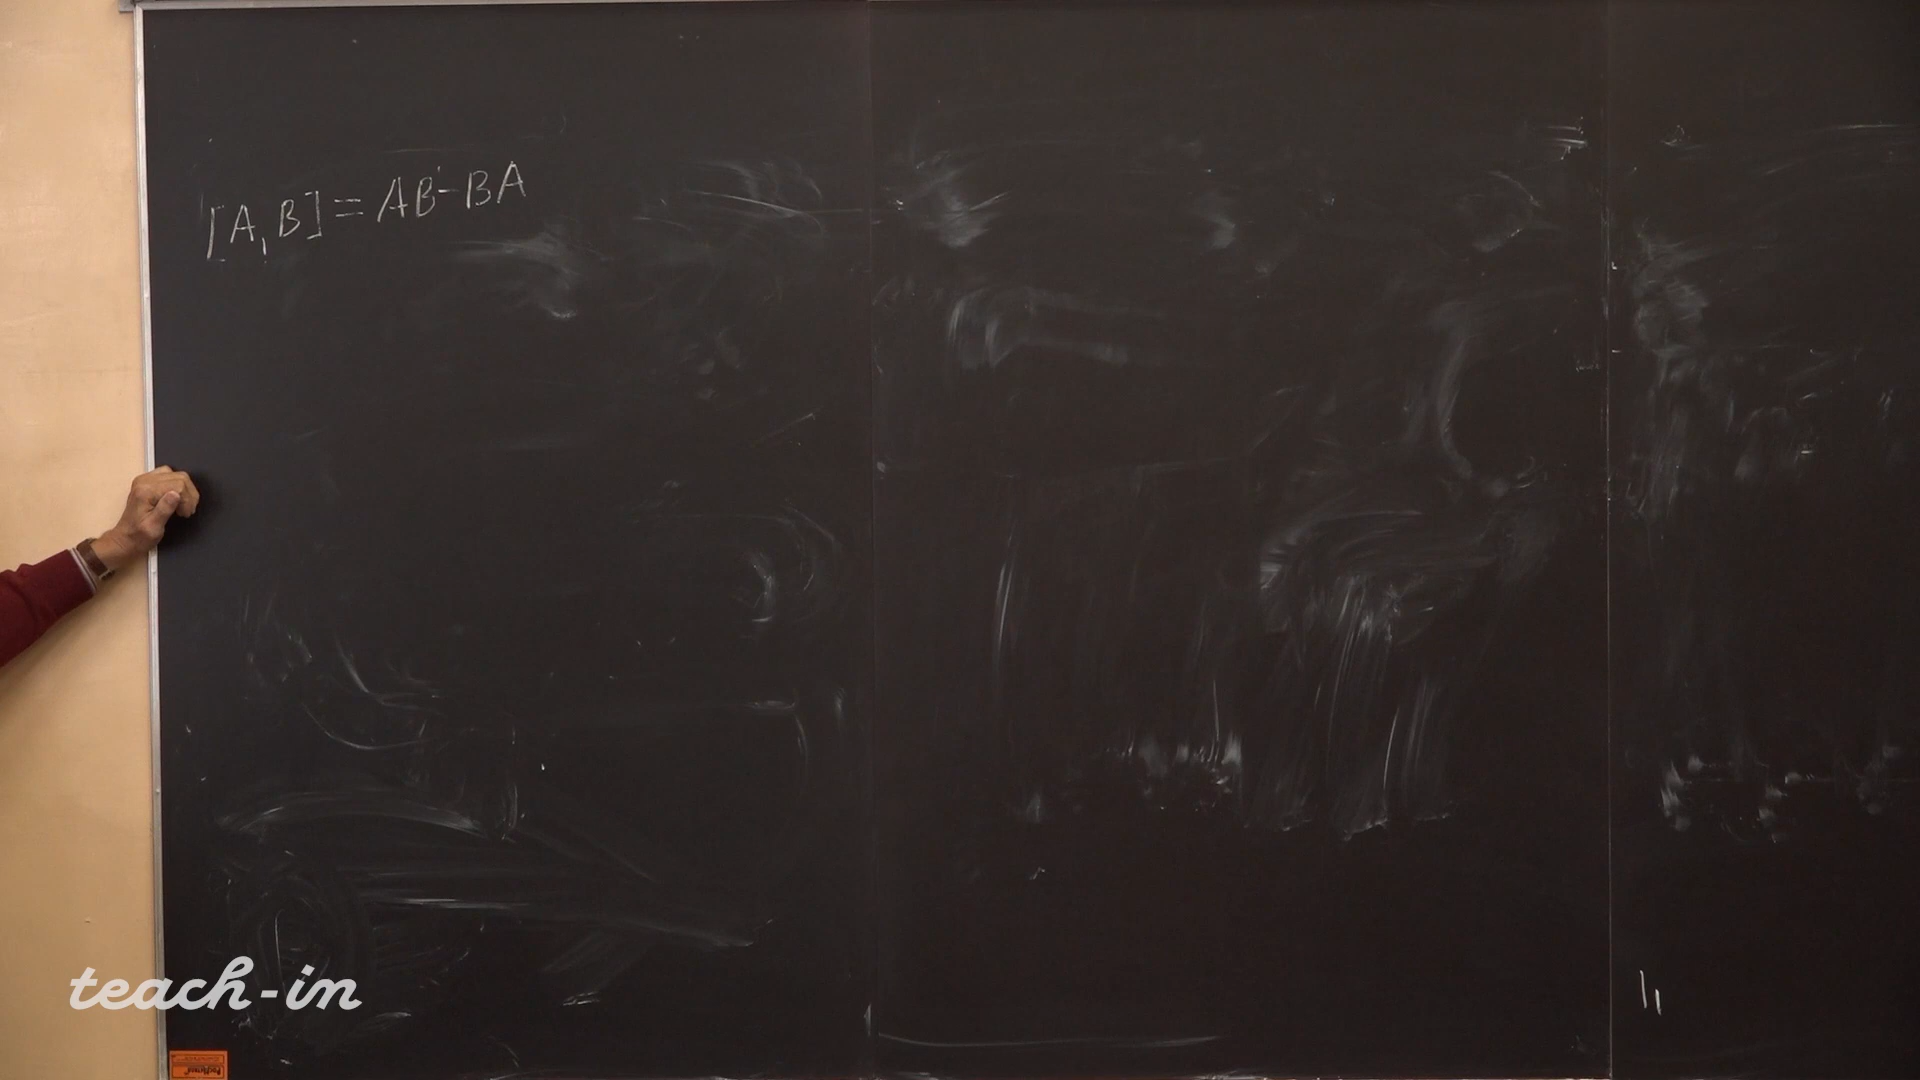 [A, B] = AB - BA
teach-in